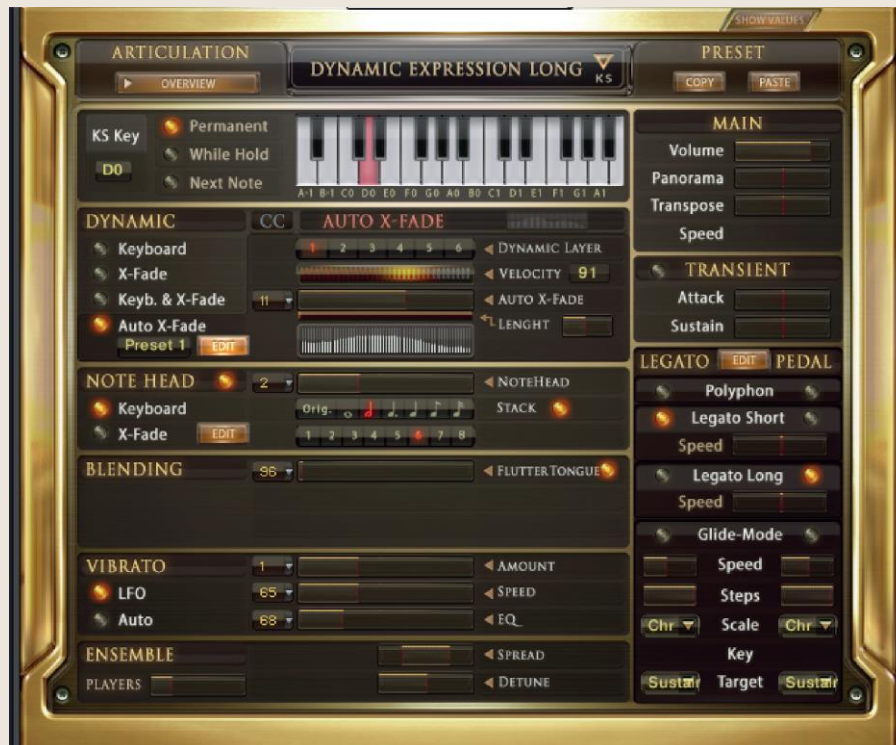 SHOW VALUES
ARTICULATION
OVERVIEW
DYNAMIC EXPRESSION LONG
KS
PRESET
COPY PASTE
KS Key
D0
Permanent
While Hold
Next Note
A-1 B-1 C0 D0 E0 F0 G0 A0 B0 C1 D1 E1 F1 G1 A1
MAIN
Volume
Panorama
Transpose
Speed
DYNAMIC CC AUTO X-FADE
Keyboard 1 2 3 4 5 6 DYNAMIC LAYER
X-Fade VELOCITY 91
Keyb. & X-Fade 11 AUTO X-FADE
Auto X-Fade LENGHT
Preset 1 EDIT
TRANSIENT
Attack
Sustain
NOTE HEAD 2 NOTEHEAD
Keyboard Orig. STACK
X-Fade EDIT 1 2 3 4 5 6 7 8
BLENDING 96 FLUTTERTONGUE
VIBRATO 1 AMOUNT
LFO 65 SPEED
Auto 68 EQ
ENSEMBLE SPREAD
PLAYERS DETUNE
LEGATO EDIT PEDAL
Polyphon
Legato Short
Speed
Legato Long
Speed
Glide-Mode
Speed
Steps
Chr Scale Chr
Key
Sustain Target Sustain